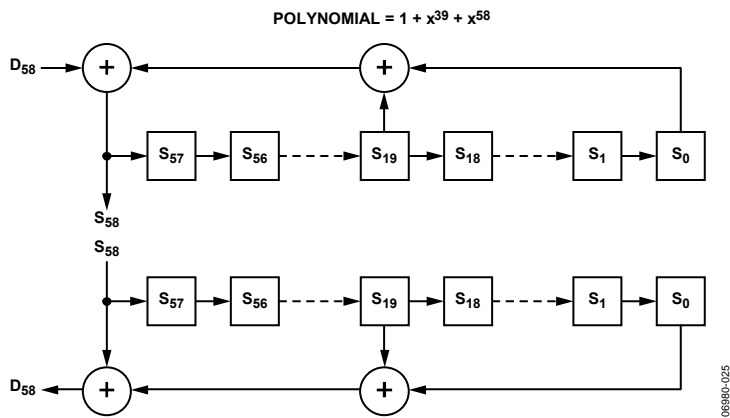 POLYNOMIAL = 1 + x³⁹ + x⁵⁸
D₅₈ + +
S₅₇ S₅₆ S₁₉ S₁₈ S₁ S₀
S₅₈
S₅₈
S₅₇ S₅₆ S₁₉ S₁₈ S₁ S₀
D₅₈ + +
06980-025